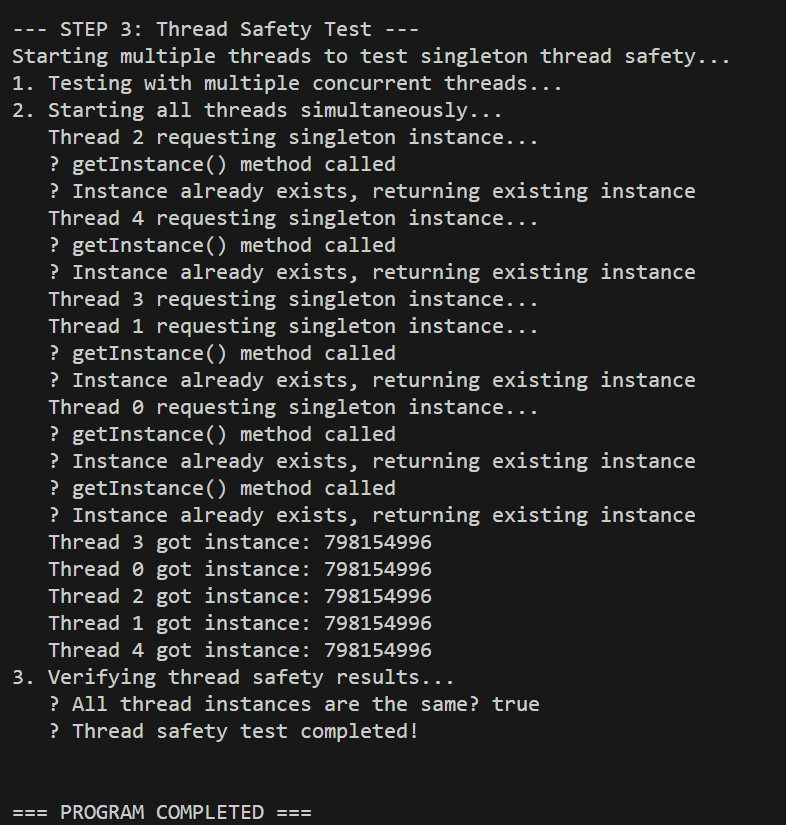 --- STEP 3: Thread Safety Test ---
Starting multiple threads to test singleton thread safety...
1. Testing with multiple concurrent threads...
2. Starting all threads simultaneously...
   Thread 2 requesting singleton instance...
   ? getInstance() method called
   ? Instance already exists, returning existing instance
   Thread 4 requesting singleton instance...
   ? getInstance() method called
   ? Instance already exists, returning existing instance
   Thread 3 requesting singleton instance...
   Thread 1 requesting singleton instance...
   ? getInstance() method called
   ? Instance already exists, returning existing instance
   Thread 0 requesting singleton instance...
   ? getInstance() method called
   ? Instance already exists, returning existing instance
   ? getInstance() method called
   ? Instance already exists, returning existing instance
   Thread 3 got instance: 798154996
   Thread 0 got instance: 798154996
   Thread 2 got instance: 798154996
   Thread 1 got instance: 798154996
   Thread 4 got instance: 798154996
3. Verifying thread safety results...
   ? All thread instances are the same? true
   ? Thread safety test completed!
=== PROGRAM COMPLETED ===